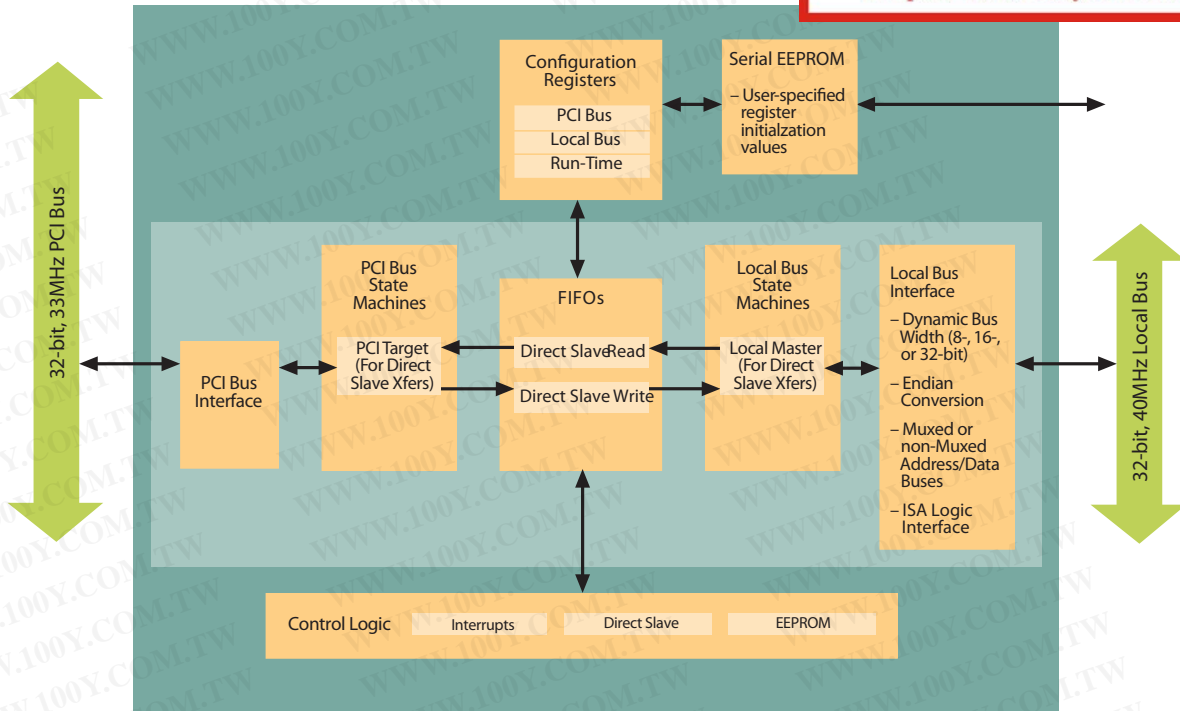 Configuration
Registers
PCI Bus
Local Bus
Run-Time
Serial EEPROM
– User-specified
register
initialzation
values
32-bit, 33MHz PCI Bus
PCI Bus
Interface
PCI Bus
State
Machines
PCI Target
(For Direct
Slave Xfers)
FIFOs
Direct Slave Read
Direct Slave Write
Local Bus
State
Machines
Local Master
(For Direct
Slave Xfers)
Local Bus
Interface
– Dynamic Bus
Width (8-, 16-,
or 32-bit)
– Endian
Conversion
– Muxed or
non-Muxed
Address/Data
Buses
– ISA Logic
Interface
32-bit, 40MHz Local Bus
Control Logic
Interrupts
Direct Slave
EEPROM
WWW.100Y.COM.TW